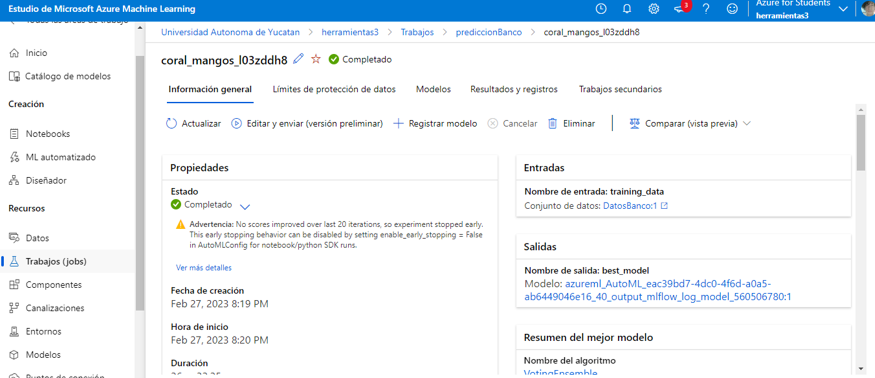 Estudio de Microsoft Azure Machine Learning
3
Azure for Students
herramientas3
Universidad Autonoma de Yucatan > herramientas3 > Trabajos > prediccionBanco > coral_mangos_l03zddh8
Inicio
Catálogo de modelos
Creación
Notebooks
ML automatizado
Diseñador
Recursos
Datos
Trabajos (jobs)
Componentes
Canalizaciones
Entornos
Modelos
Puntos de conexión
coral_mangos_l03zddh8
Completado
Información general
Límites de protección de datos
Modelos
Resultados y registros
Trabajos secundarios
Actualizar
Editar y enviar (versión preliminar)
Registrar modelo
Cancelar
Eliminar
Comparar (vista previa)
Propiedades
Estado
Completado
Advertencia: No scores improved over last 20 iterations, so experiment stopped early.
This early stopping behavior can be disabled by setting enable_early_stopping = False
in AutoMLConfig for notebook/python SDK runs.
Ver más detalles
Fecha de creación
Feb 27, 2023 8:19 PM
Hora de inicio
Feb 27, 2023 8:20 PM
Duración
Entradas
Nombre de entrada: training_data
Conjunto de datos: DatosBanco:1
Salidas
Nombre de salida: best_model
Modelo: azureml_AutoML_eac39bd7-4dc0-4f6d-a0a5-
ab6449046e16_40_output_mlflow_log_model_560506780:1
Resumen del mejor modelo
Nombre del algoritmo
VotingEnsemble